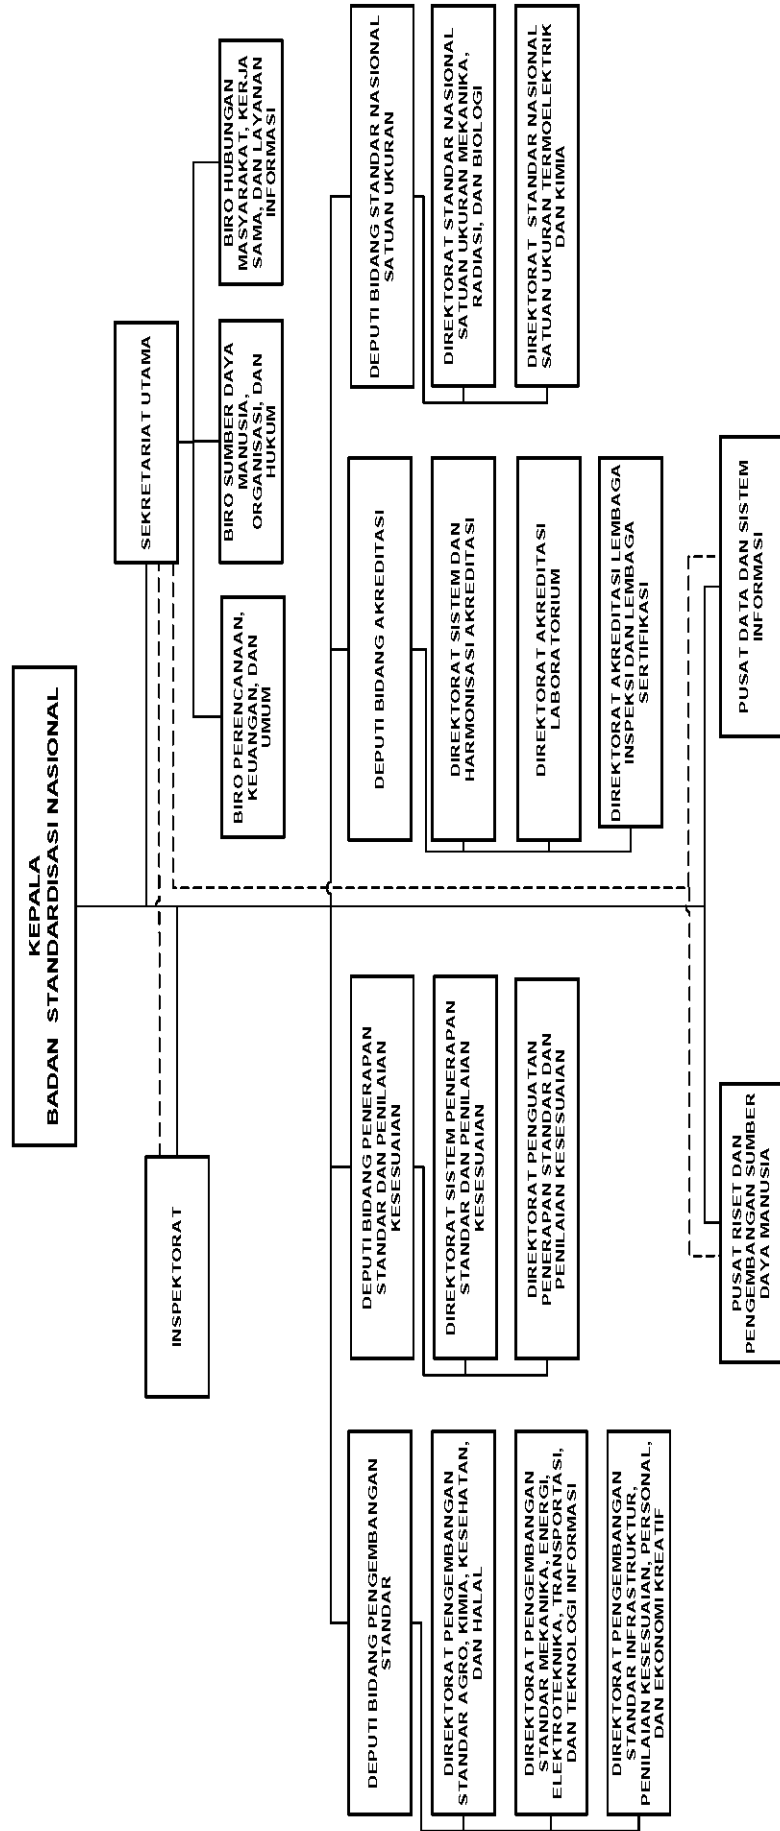 KEPALA
BADAN STANDARDISASI NASIONAL
INSPEKTORAT
SEKRETARIAT UTAMA
BIRO PERENCANAAN,
KEUANGAN, DAN
UMUM
BIRO SUMBER DAYA
MANUSIA,
ORGANISASI, DAN
HUKUM
BIRO HUBUNGAN
MASYARAKAT, KERJA
SAMA, DAN LAYANAN
INFORMASI
DEPUTI BIDANG PENGEMBANGAN
STANDAR
DIREKTORAT PENGEMBANGAN
STANDAR AGRO, KIMIA, KESEHATAN,
DAN HALAL
DIREKTORAT PENGEMBANGAN
STANDAR MEKANIKA, ENERGI,
ELEKTROTEKNIKA, TRANSPORTASI,
DAN TEKNOLOGI INFORMASI
DIREKTORAT PENGEMBANGAN
STANDAR INFRASTRUKTUR,
PENILAIAN KESESUAIAN, PERSONAL,
DAN EKONOMI KREATIF
DEPUTI BIDANG PENERAPAN
STANDAR DAN PENILAIAN
KESESUAIAN
DIREKTORAT SISTEM PENERAPAN
STANDAR DAN PENILAIAN
KESESUAIAN
DIREKTORAT PENGUATAN
PENERAPAN STANDAR DAN
PENILAIAN KESESUAIAN
DEPUTI BIDANG AKREDITASI
DIREKTORAT SISTEM DAN
HARMONISASI AKREDITASI
DIREKTORAT AKREDITASI
LABORATORIUM
DIREKTORAT AKREDITASI LEMBAGA
INSPEKSI DAN LEMBAGA
SERTIFIKASI
DEPUTI BIDANG STANDAR NASIONAL
SATUAN UKURAN
DIREKTORAT STANDAR NASIONAL
SATUAN UKURAN MEKANIKA,
RADIASI, DAN BIOLOGI
DIREKTORAT STANDAR NASIONAL
SATUAN UKURAN TERMOELEKTRIK
DAN KIMIA
PUSAT RISET DAN
PENGEMBANGAN SUMBER
DAYA MANUSIA
PUSAT DATA DAN SISTEM
INFORMASI